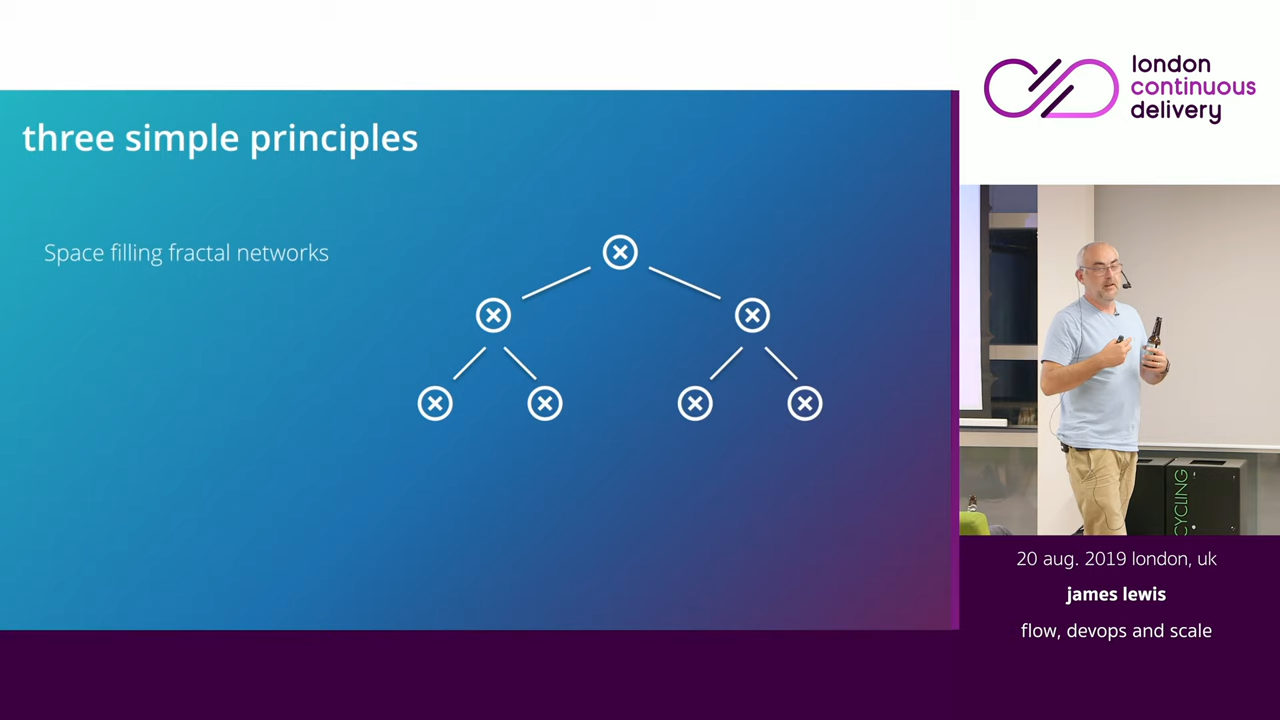 three simple principles
Space filling fractal networks
london
continuous
delivery
CYCLING
20 aug. 2019 london, uk
james lewis
flow, devops and scale